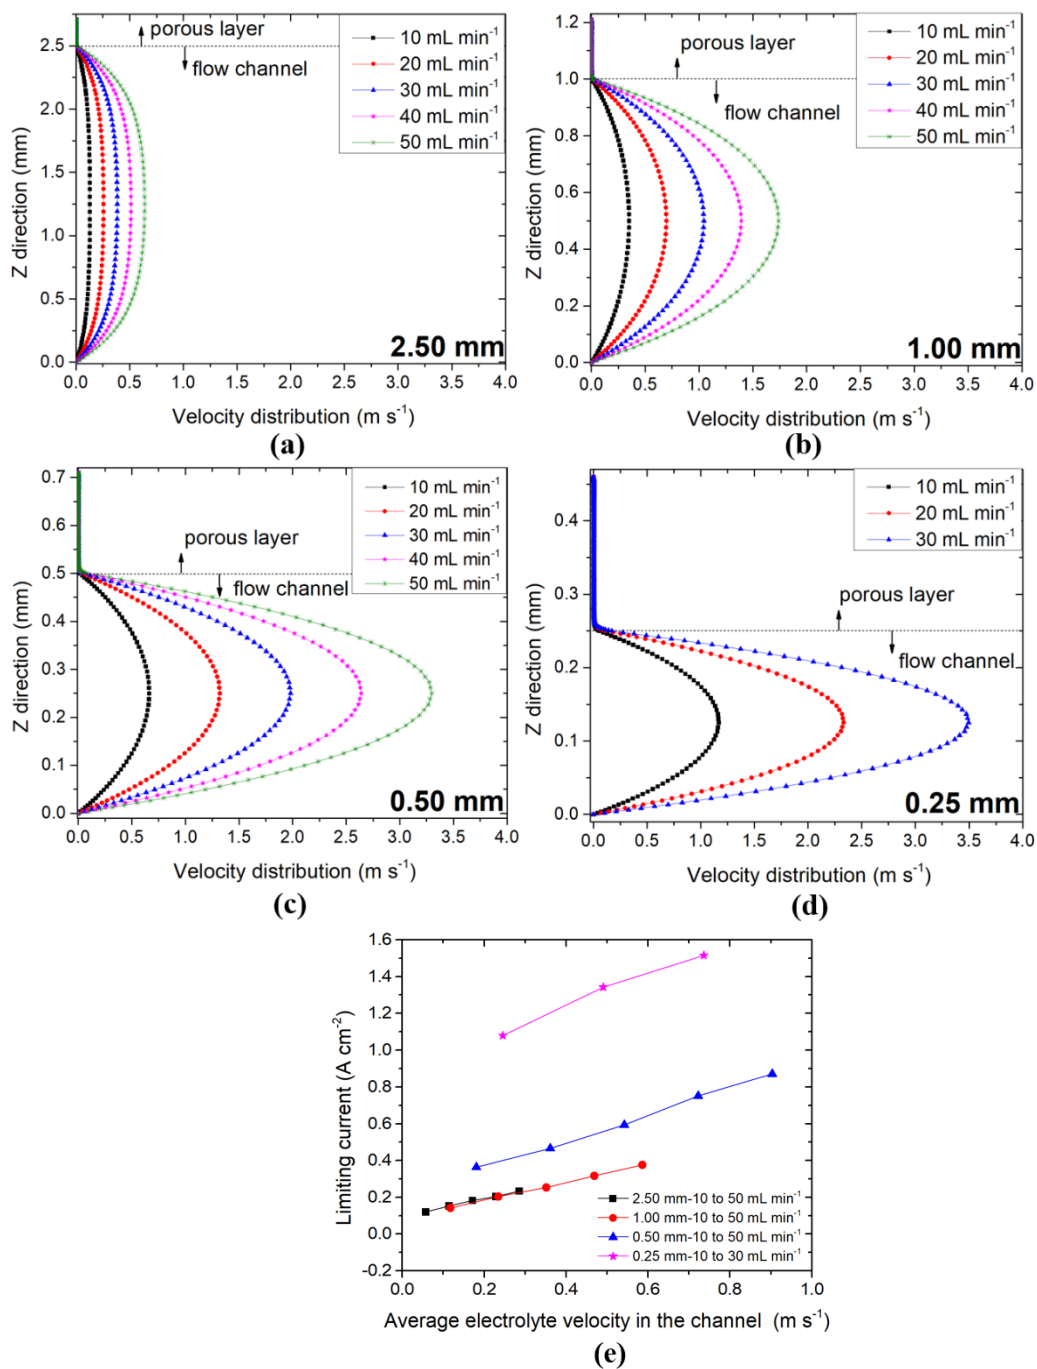 porous layer
flow channel
10 mL min⁻¹
20 mL min⁻¹
30 mL min⁻¹
40 mL min⁻¹
50 mL min⁻¹
2.5
2.0
1.5
1.0
0.5
0.0
Z direction (mm)
2.50 mm
0.0 0.5 1.0 1.5 2.0 2.5 3.0 3.5 4.0
Velocity distribution (m s⁻¹)
(a)
porous layer
flow channel
10 mL min⁻¹
20 mL min⁻¹
30 mL min⁻¹
40 mL min⁻¹
50 mL min⁻¹
1.2
1.0
0.8
0.6
0.4
0.2
0.0
Z direction (mm)
1.00 mm
0.0 0.5 1.0 1.5 2.0 2.5 3.0 3.5 4.0
Velocity distribution (m s⁻¹)
(b)
porous layer
flow channel
10 mL min⁻¹
20 mL min⁻¹
30 mL min⁻¹
40 mL min⁻¹
50 mL min⁻¹
0.7
0.6
0.5
0.4
0.3
0.2
0.1
0.0
Z direction (mm)
0.50 mm
0.0 0.5 1.0 1.5 2.0 2.5 3.0 3.5 4.0
Velocity distribution (m s⁻¹)
(c)
10 mL min⁻¹
20 mL min⁻¹
30 mL min⁻¹
porous layer
flow channel
0.4
0.3
0.2
0.1
0.0
Z direction (mm)
0.25 mm
0.0 0.5 1.0 1.5 2.0 2.5 3.0 3.5 4.0
Velocity distribution (m s⁻¹)
(d)
1.6
1.4
1.2
1.0
0.8
0.6
0.4
0.2
0.0
-0.2
Limiting current (A cm⁻²)
2.50 mm-10 to 50 mL min⁻¹
1.00 mm-10 to 50 mL min⁻¹
0.50 mm-10 to 50 mL min⁻¹
0.25 mm-10 to 30 mL min⁻¹
0.0 0.2 0.4 0.6 0.8 1.0
Average electrolyte velocity in the channel (m s⁻¹)
(e)